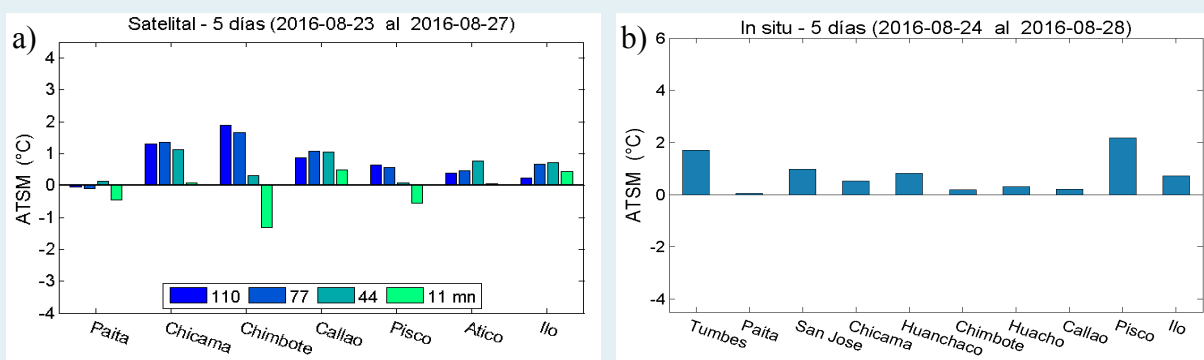 a)
Satelital - 5 días (2016-08-23 al 2016-08-27)
ATSM (°C)
4
3
2
1
0
-1
-2
-3
-4
110 77 44 11 mn
Paita Chicama Chimbote Callao Pisco Atico Ilo
b)
In situ - 5 días (2016-08-24 al 2016-08-28)
ATSM (°C)
6
4
2
0
-2
-4
Tumbes Paita San Jose Chicama Huanchaco Chimbote Huacho Callao Pisco Ilo